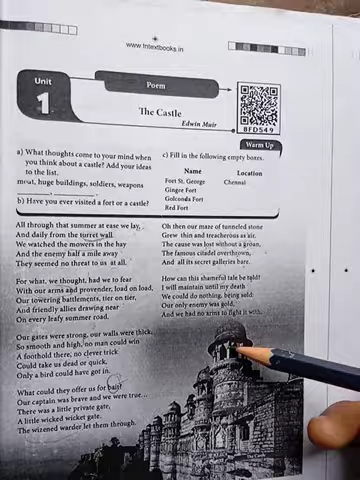 www.tntextbooks.in
Unit
1
Poem
The Castle
Edwin Muir
8FD549
Warm Up
a) What thoughts come to your mind when
you think about a castle? Add your ideas
to the list.
moat, huge buildings, soldiers, weapons
b) Have you ever visited a fort or a castle?
c) Fill in the following empty boxes.
Name Location
Fort St. George Chennai
Gingee Fort
Golconda Fort
Red Fort
All through that summer at ease we lay,
And daily from the turret wall
We watched the mowers in the hay
And the enemy half a mile away
They seemed no threat to us at all.
For what, we thought, had we to fear
With our arms and provender, load on load,
Our towering battlements, tier on tier,
And friendly allies drawing near
On every leafy summer road.
Our gates were strong, our walls were thick,
So smooth and high, no man could win
A foothold there, no clever trick
Could take us dead or quick,
Only a bird could have got in.
What could they offer us for bait?
Our captain was brave and we were true...
There was a little private gate,
A little wicked wicket gate.
The wizened warder let them through.
Oh then our maze of tunneled stone
Grew thin and treacherous as air.
The cause was lost without a groan,
The famous citadel overthrown,
And all its secret galleries bare.
How can this shameful tale be told?
I will maintain until my death
We could do nothing, being sold:
Our only enemy was gold,
And we had no arms to fight it with.